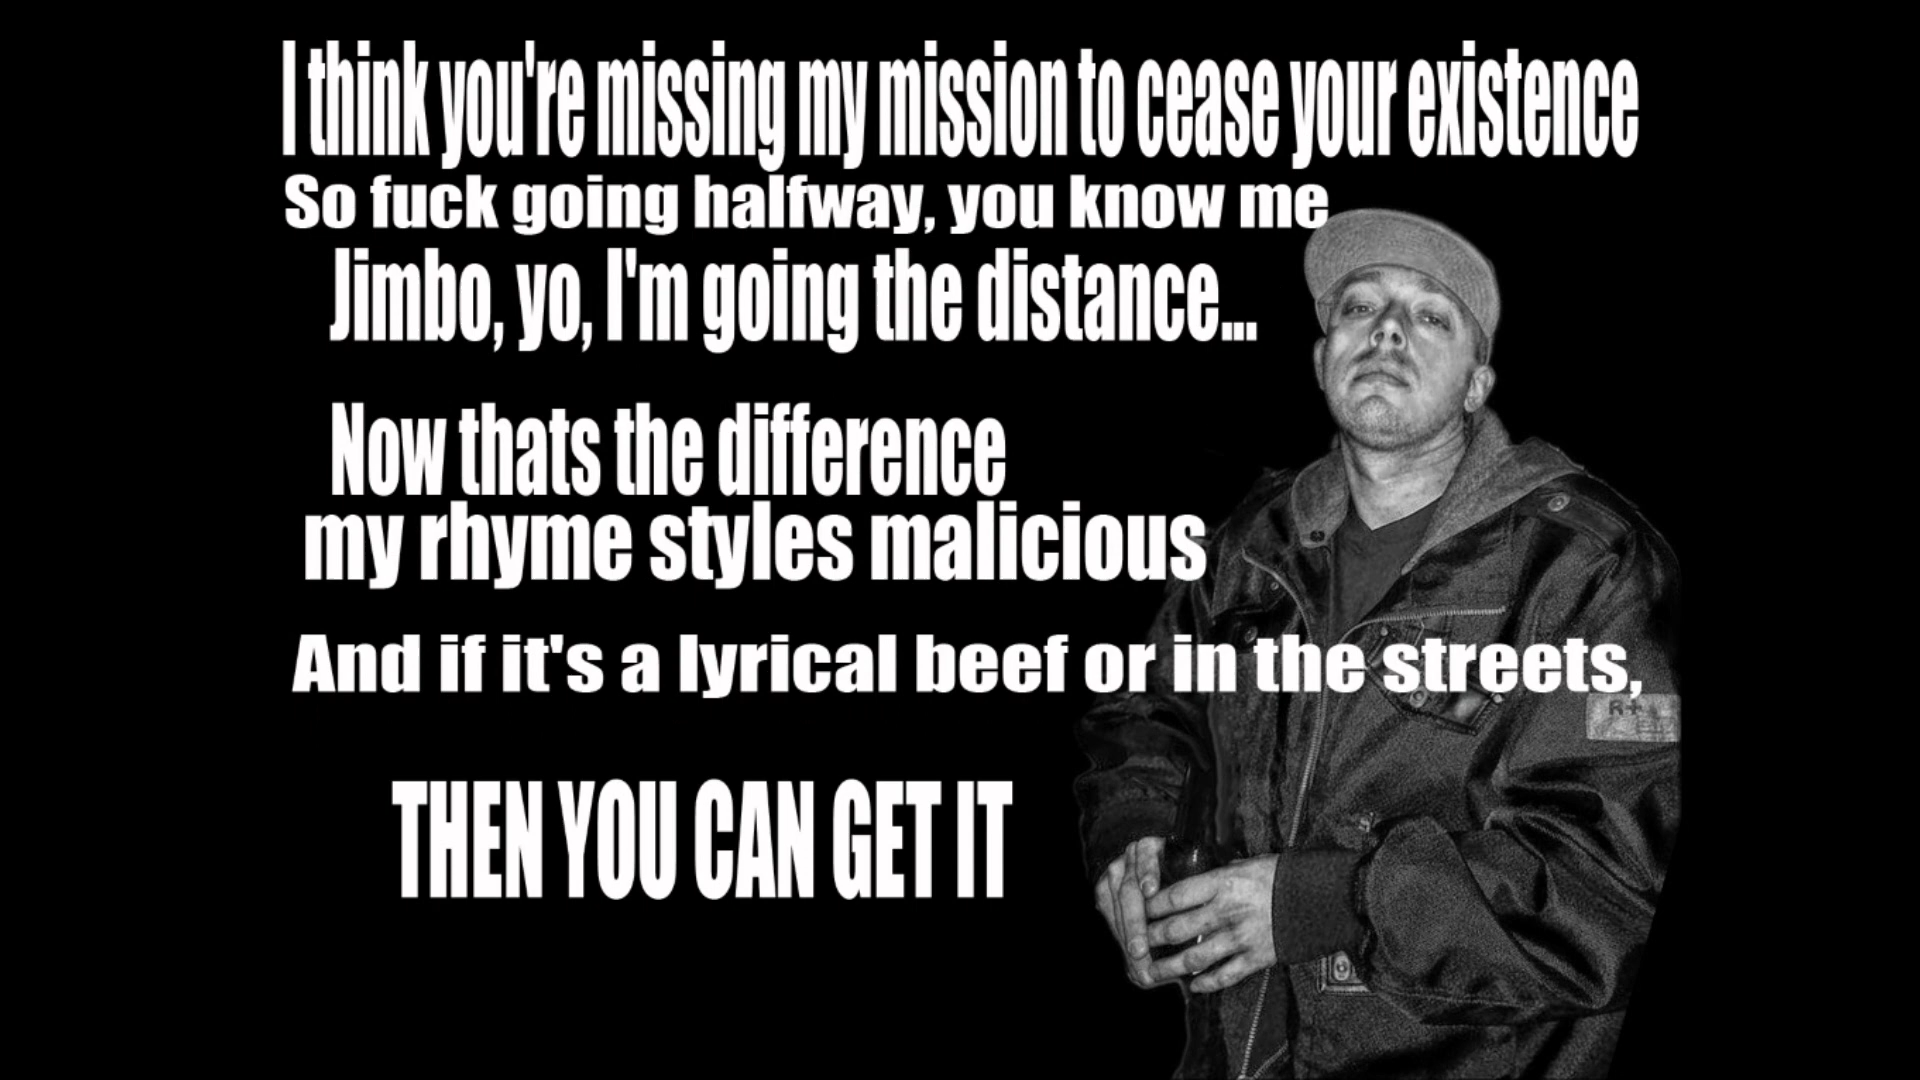 I think you're missing my mission to cease your existence
So fuck going halfway, you know me
Jimbo, yo, I'm going the distance...
Now thats the difference
my rhyme styles malicious
And if it's a lyrical beef or in the streets,
THEN YOU CAN GET IT
R+